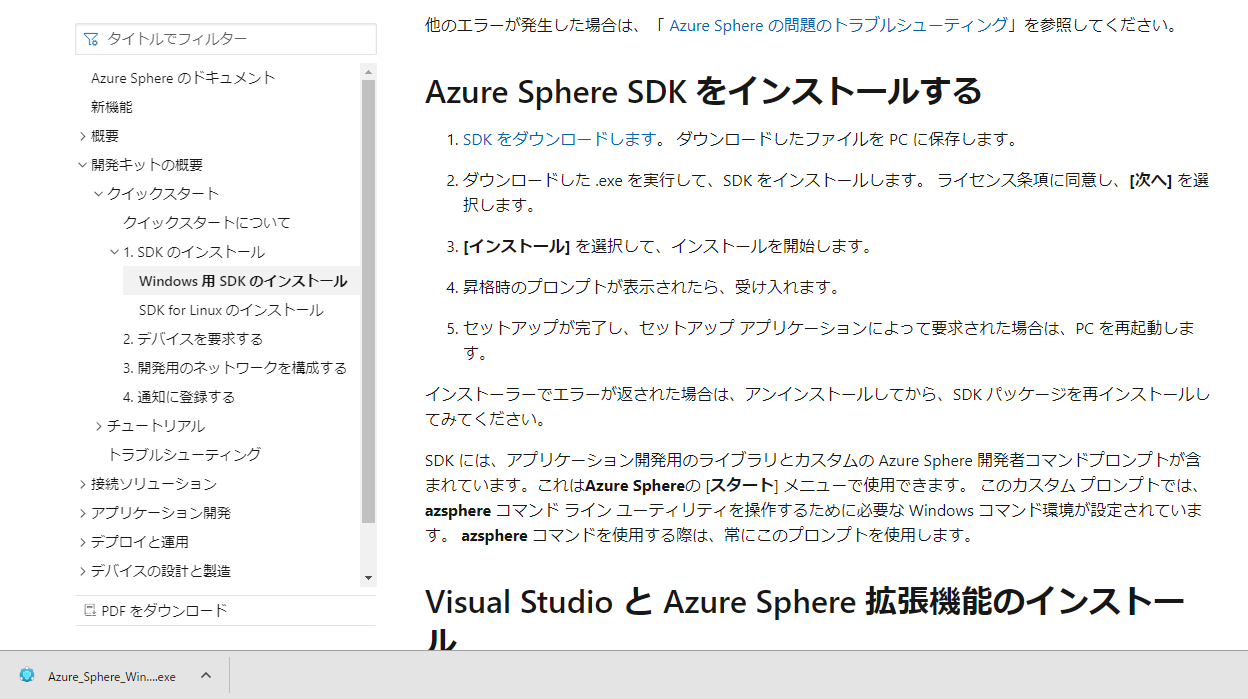 タイトルでフィルター
Azure Sphere のドキュメント
新機能
概要
開発キットの概要
クイックスタート
クイックスタートについて
1. SDK のインストール
Windows 用 SDK のインストール
SDK for Linux のインストール
2. デバイスを要求する
3. 開発用のネットワークを構成する
4. 通知に登録する
チュートリアル
トラブルシューティング
接続ソリューション
アプリケーション開発
デプロイと運用
デバイスの設計と製造
PDF をダウンロード
他のエラーが発生した場合は、「 Azure Sphere の問題のトラブルシューティング」を参照してください。
Azure Sphere SDK をインストールする
1. SDK をダウンロードします。 ダウンロードしたファイルを PC に保存します。
2. ダウンロードした .exe を実行して、SDK をインストールします。 ライセンス条項に同意し、[次へ] を選
択します。
3. [インストール] を選択して、インストールを開始します。
4. 昇格時のプロンプトが表示されたら、受け入れます。
5. セットアップが完了し、セットアップ アプリケーションによって要求された場合は、PC を再起動しま
す。
インストーラーでエラーが返された場合は、アンインストールしてから、SDK パッケージを再インストールし
てみてください。
SDK には、アプリケーション開発用のライブラリとカスタムの Azure Sphere 開発者コマンドプロンプトが含
まれています。これはAzure Sphereの [スタート] メニューで使用できます。 このカスタム プロンプトでは、
azsphere コマンド ライン ユーティリティを操作するために必要な Windows コマンド環境が設定されていま
す。 azsphere コマンドを使用する際は、常にこのプロンプトを使用します。
Visual Studio と Azure Sphere 拡張機能のインストー
ル
Azure_Sphere_Win....exe